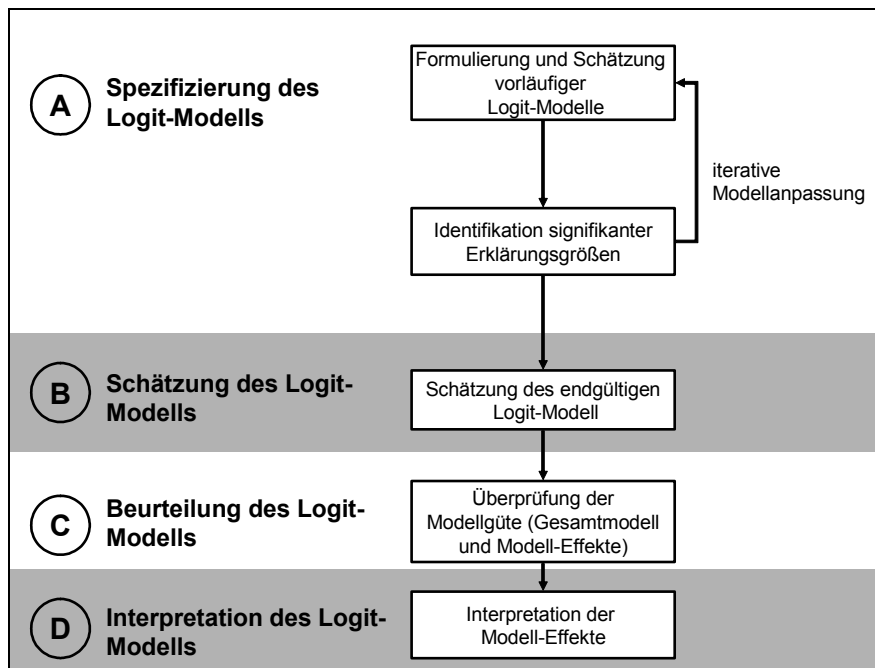 A
Spezifizierung des
Logit-Modells
Formulierung und Schätzung
vorläufiger
Logit-Modelle
iterative
Modellanpassung
Identifikation signifikanter
Erklärungsgrößen
B
Schätzung des Logit-
Modells
Schätzung des endgültigen
Logit-Modell
C
Beurteilung des Logit-
Modells
Überprüfung der
Modellgüte (Gesamtmodell
und Modell-Effekte)
D
Interpretation des Logit-
Modells
Interpretation der
Modell-Effekte